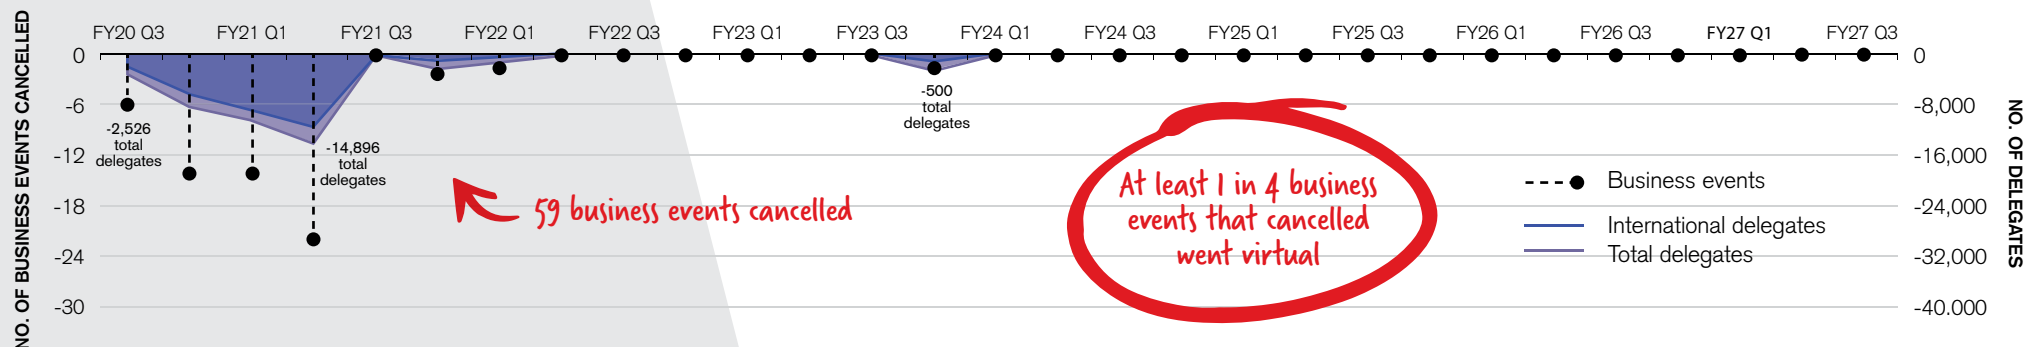 NO. OF BUSINESS EVENTS CANCELLED
FY20 Q3 FY21 Q1 FY21 Q3 FY22 Q1 FY22 Q3 FY23 Q1 FY23 Q3 FY24 Q1 FY24 Q3 FY25 Q1 FY25 Q3 FY26 Q1 FY26 Q3 FY27 Q1 FY27 Q3
0
-6
-12
-18
-24
-30
-2,526
total
delegates
-14,896
total
delegates
59 business events cancelled
-500
total
delegates
At least 1 in 4 business
events that cancelled
went virtual
Business events
International delegates
Total delegates
0
-8,000
-16,000
-24,000
-32,000
-40.000
NO. OF DELEGATES